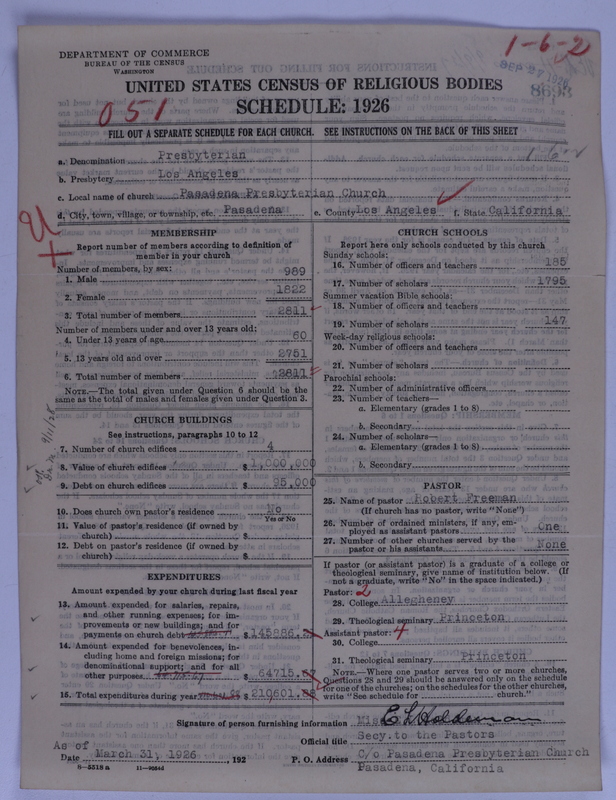 DEPARTMENT OF COMMERCE
BUREAU OF THE CENSUS
WASHINGTON
1-6-2
SEP 27 1926
8693
UNITED STATES CENSUS OF RELIGIOUS BODIES
SCHEDULE: 1926
051
FILL OUT A SEPARATE SCHEDULE FOR EACH CHURCH. SEE INSTRUCTIONS ON THE BACK OF THIS SHEET
a. Denomination Presbyterian
b. Presbytery Los Angeles
c. Local name of church Pasadena Presbyterian Church
d. City, town, village, or township, etc. Pasadena e. County Los Angeles f. State California
MEMBERSHIP
Report number of members according to definition of
member in your church
Number of members, by sex:
1. Male 989
2. Female 1822
3. Total number of members 2811
Number of members under and over 13 years old:
4. Under 13 years of age 60
5. 13 years old and over 2751
6. Total number of members 2811
NOTE.—The total given under Question 6 should be
same as the total of males and females given under Question 3.
CHURCH BUILDINGS
See instructions, paragraphs 10 to 12
7. Number of church edifices 4
8. Value of church edifices $1,000,000
9. Debt on church edifices $95,000
10. Does church own pastor's residence No
Yes or No
11. Value of pastor's residence (if owned by
church) $
12. Debt on pastor's residence (if owned by
church) $
EXPENDITURES
Amount expended by your church during last fiscal year
13. Amount expended for salaries, repairs,
and other running expenses; for im-
provements or new buildings; and for
payments on church debt $145886.
14. Amount expended for benevolences, in-
cluding home and foreign missions; for
denominational support; and for all
other purposes $64715.
15. Total expenditures during year $210601.
CHURCH SCHOOLS
Report here only schools conducted by this church
Sunday schools:
16. Number of officers and teachers 185
17. Number of scholars 1795
Summer vacation Bible schools:
18. Number of officers and teachers
19. Number of scholars 147
Week-day religious schools:
20. Number of officers and teachers
21. Number of scholars
Parochial schools:
22. Number of administrative officers
23. Number of teachers—
a. Elementary (grades 1 to 8)
b. Secondary
24. Number of scholars—
a. Elementary (grades 1 to 8)
b. Secondary
PASTOR
25. Name of pastor Robert Freeman
(If church has no pastor, write "None")
26. Number of ordained ministers, if any, em-
ployed as assistant pastors One
27. Number of other churches served by the
pastor or his assistants None
If pastor (or assistant pastor) is a graduate of a college or
theological seminary, give name of institution below. (If
not a graduate, write "No" in the space indicated.)
Pastor: 2
28. College Allegheney
29. Theological seminary Princeton
Assistant pastor: 4
30. College
31. Theological seminary Princeton
NOTE.—Where one pastor serves two or more churches,
Questions 28 and 29 should be answered only on the schedule
for one of the churches; on the schedules for the other churches,
write "See schedule for church."
Signature of person furnishing information Miss E L Haldeman
Official title Secy.to the Pastors
As of
Date March 31, 1926 , 192
P. O. Address C/o Pasadena Presbyterian Church
Pasadena, California
8—5518 a 11—9554d